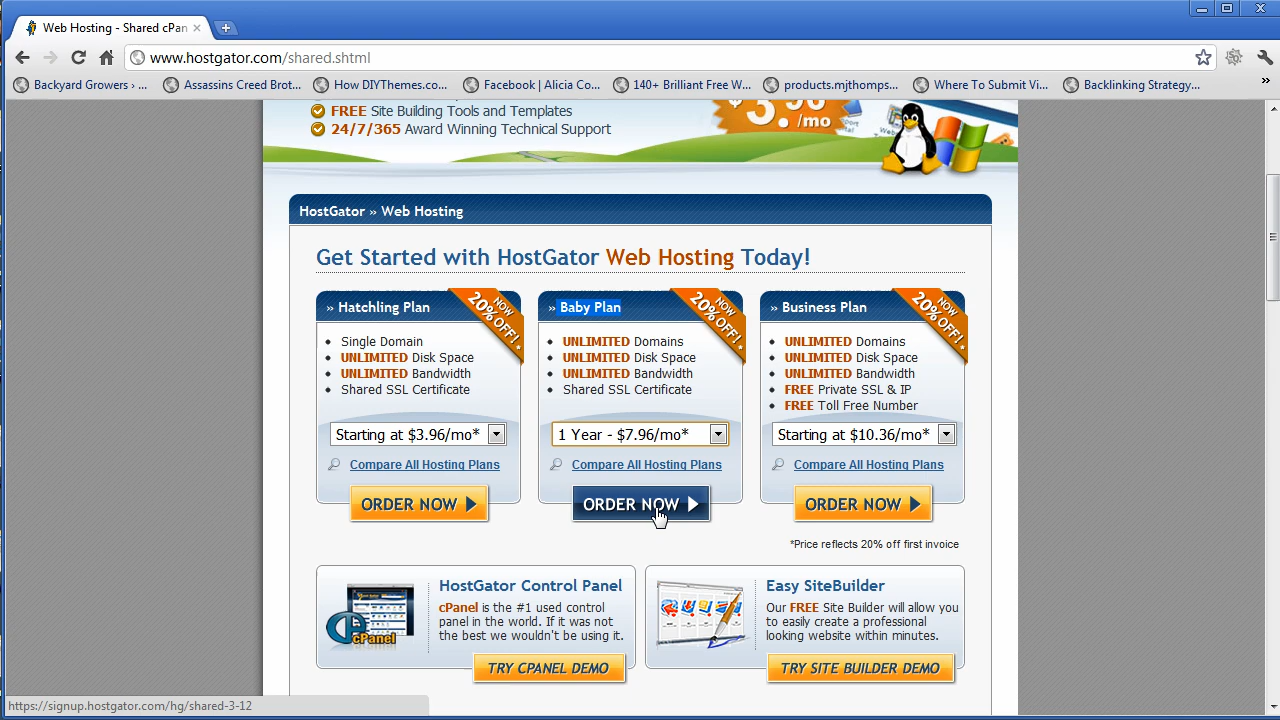 Web Hosting - Shared cPan
www.hostgator.com/shared.shtml
Backyard Growers › ...
Assassins Creed Brot...
How DIYThemes.co...
Facebook | Alicia Co...
140+ Brilliant Free W...
products.mjthomps...
Where To Submit Vi...
Backlinking Strategy...
»
FREE Site Building Tools and Templates
24/7/365 Award Winning Technical Support
/mo
HostGator » Web Hosting
Get Started with HostGator Web Hosting Today!
» Hatchling Plan
NOW
20% OFF!
Single Domain
UNLIMITED Disk Space
UNLIMITED Bandwidth
Shared SSL Certificate
Starting at $3.96/mo*
Compare All Hosting Plans
ORDER NOW
» Baby Plan
NOW
20% OFF!
UNLIMITED Domains
UNLIMITED Disk Space
UNLIMITED Bandwidth
Shared SSL Certificate
1 Year - $7.96/mo*
Compare All Hosting Plans
ORDER NOW
» Business Plan
NOW
20% OFF!
UNLIMITED Domains
UNLIMITED Disk Space
UNLIMITED Bandwidth
FREE Private SSL & IP
FREE Toll Free Number
Starting at $10.36/mo*
Compare All Hosting Plans
ORDER NOW
*Price reflects 20% off first invoice
cPanel
HostGator Control Panel
cPanel is the #1 used control
panel in the world. If it was
not the best we wouldn't be using it.
TRY CPANEL DEMO
Easy SiteBuilder
Our FREE Site Builder will allow you
to easily create a professional
looking website within minutes.
TRY SITE BUILDER DEMO
https://signup.hostgator.com/hg/shared-3-12